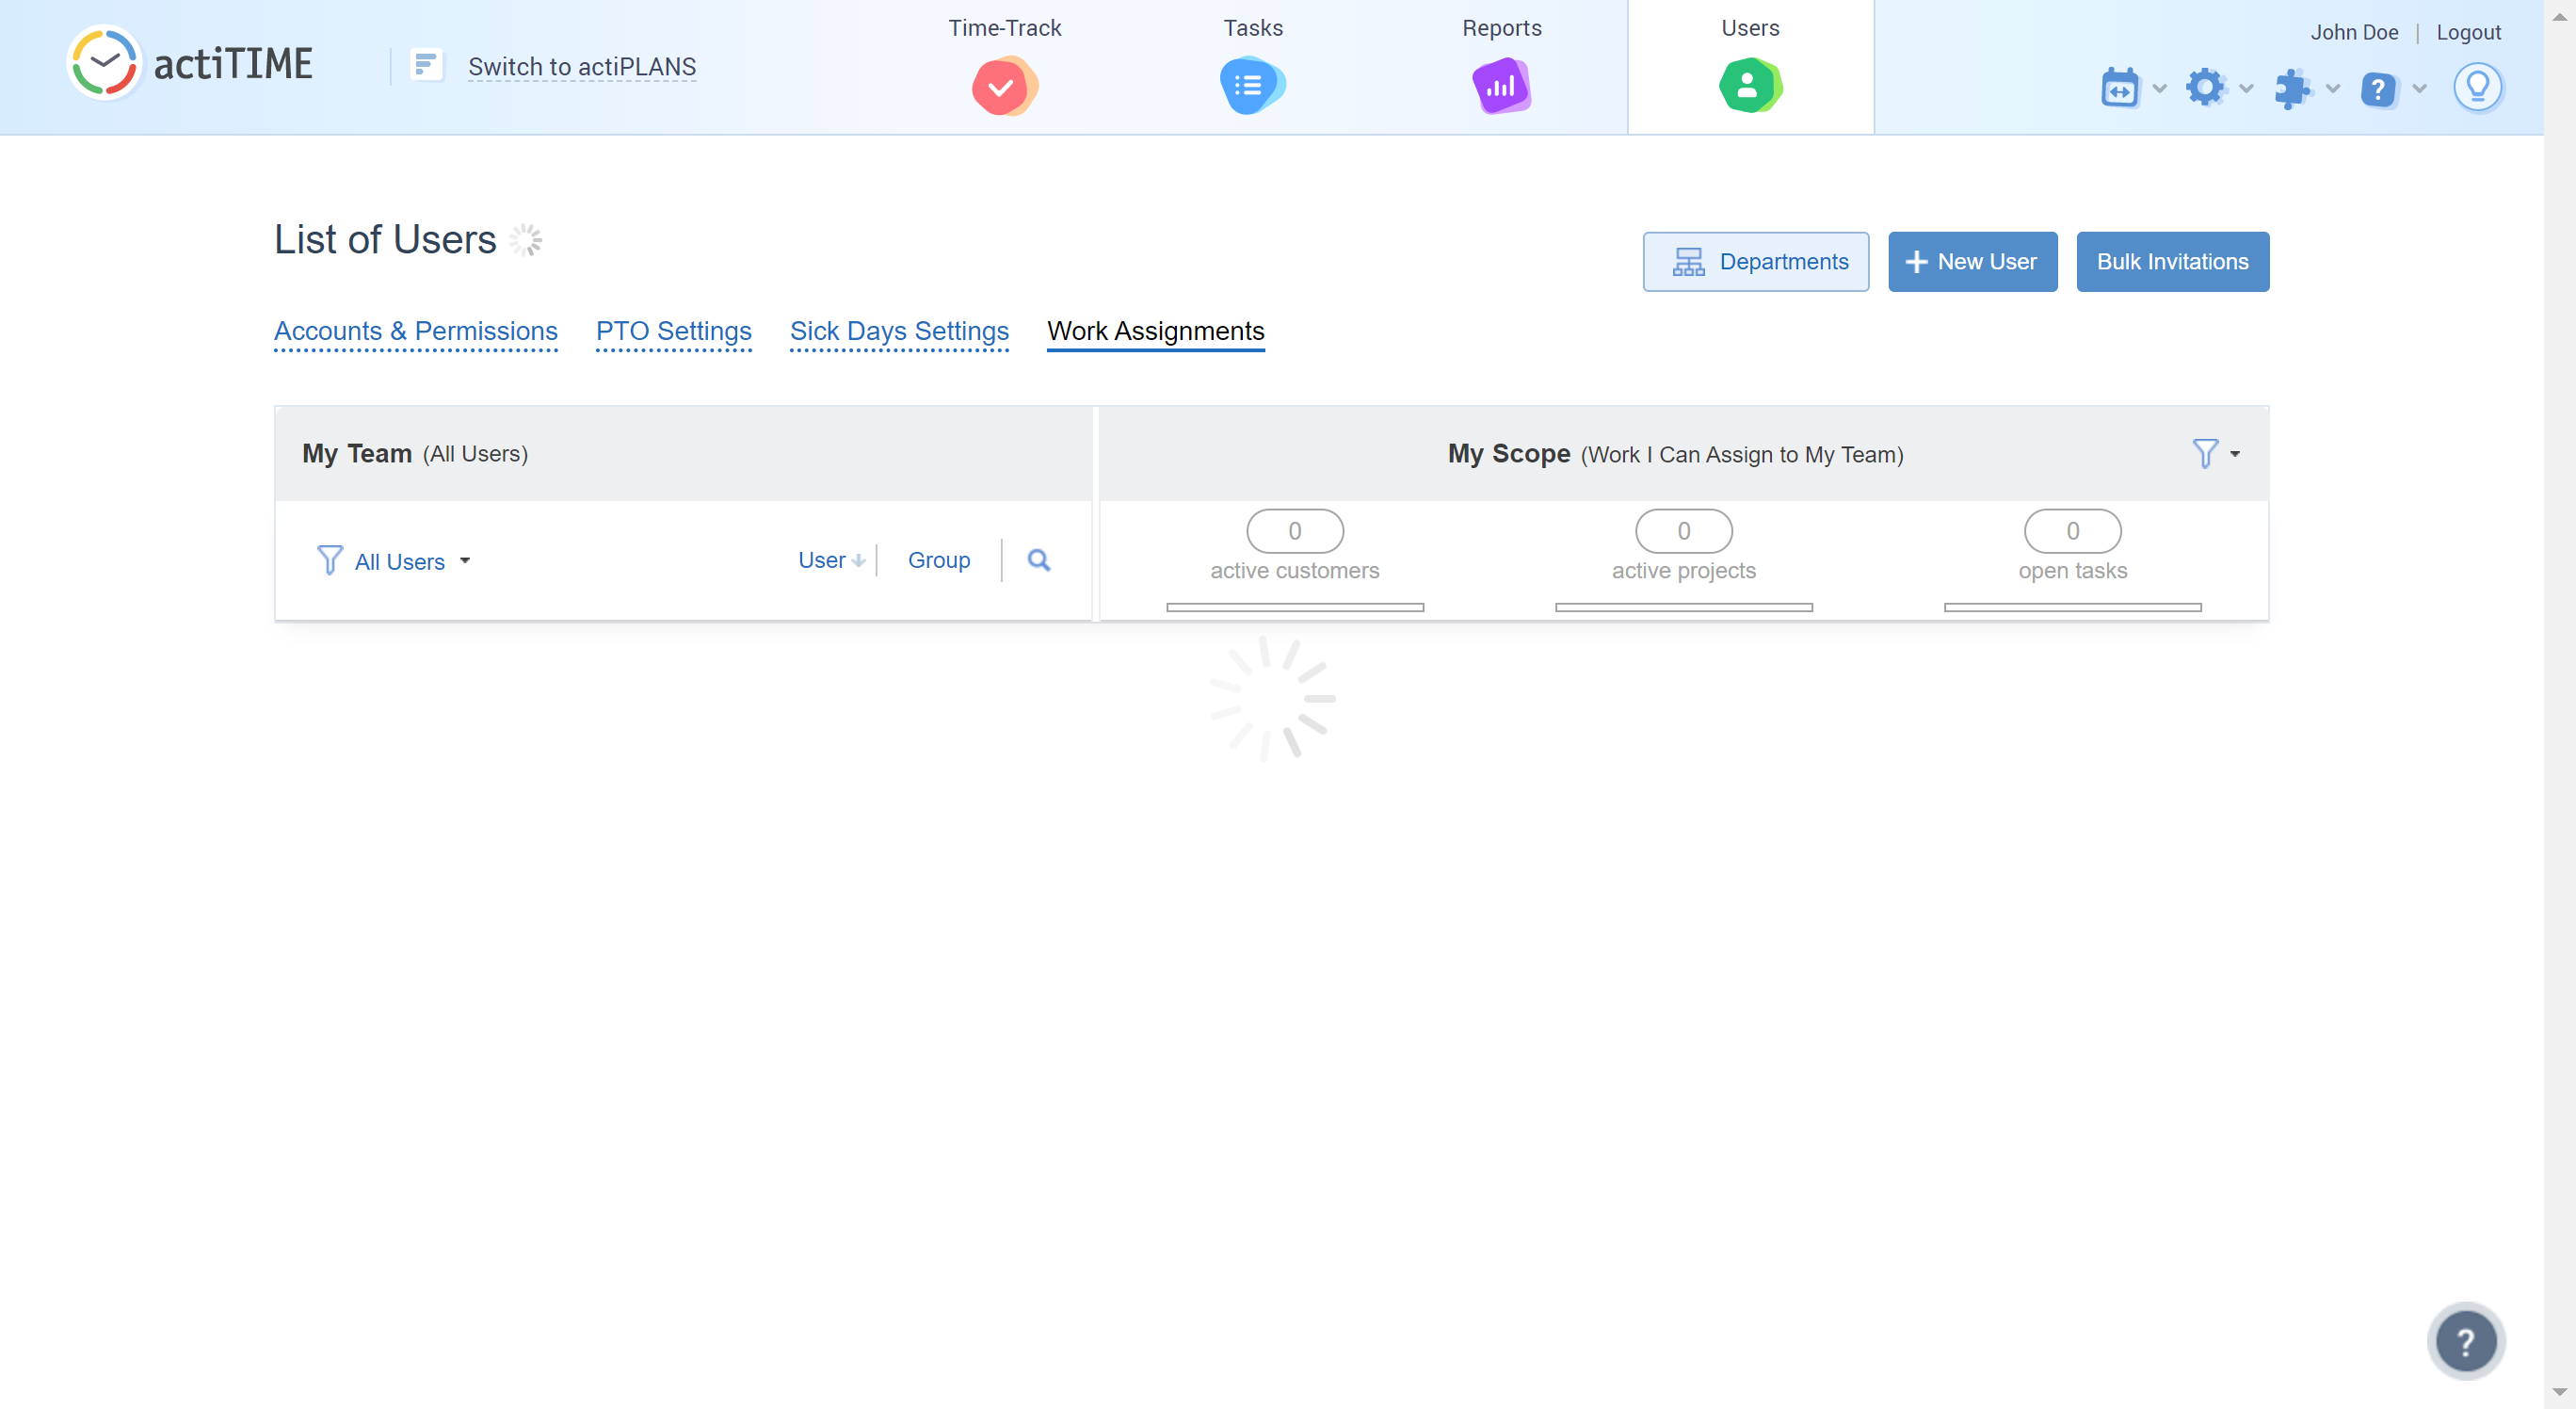 actiTIME
Switch to actiPLANS
Time-Track
Tasks
Reports
Users
John Doe | Logout
?
List of Users
Departments
New User
Bulk Invitations
Accounts & Permissions
PTO Settings
Sick Days Settings
Work Assignments
My Team (All Users)
My Scope (Work I Can Assign to My Team)
All Users
User
Group
0
active customers
0
active projects
0
open tasks
?